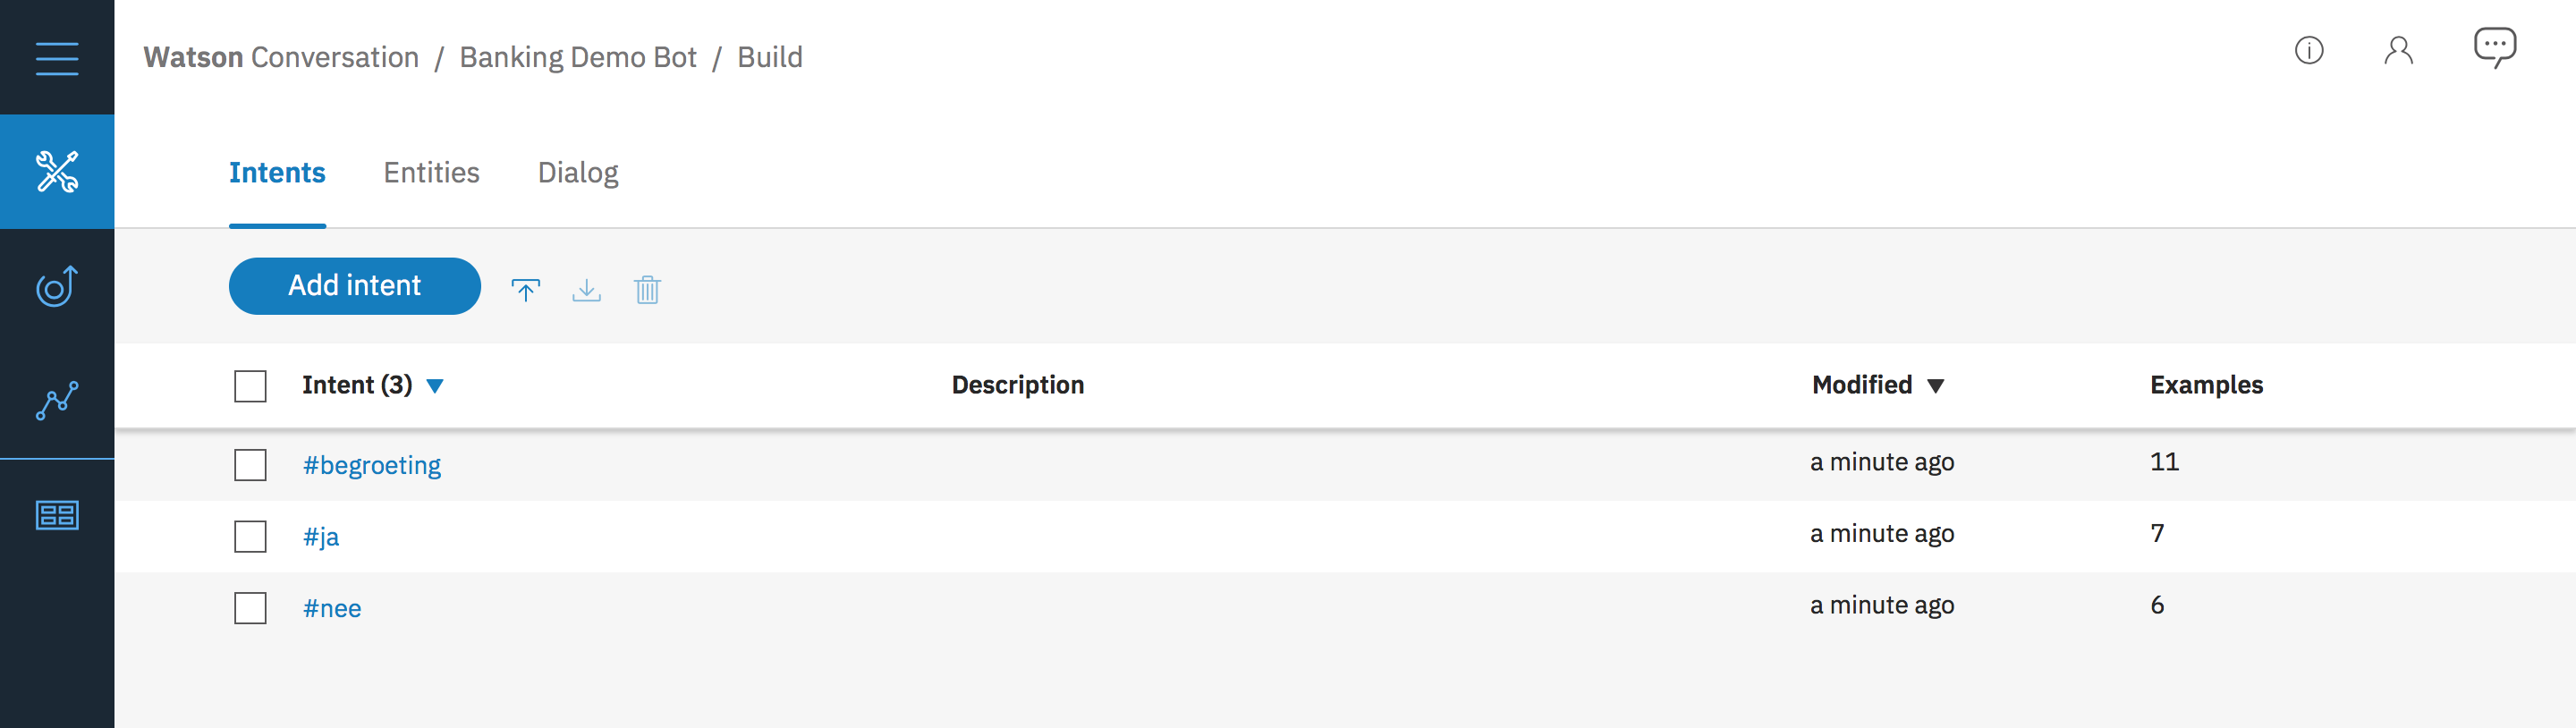 Watson Conversation / Banking Demo Bot / Build
Intents Entities Dialog
Add intent
Intent (3) Description Modified Examples
#begroeting a minute ago 11
#ja a minute ago 7
#nee a minute ago 6